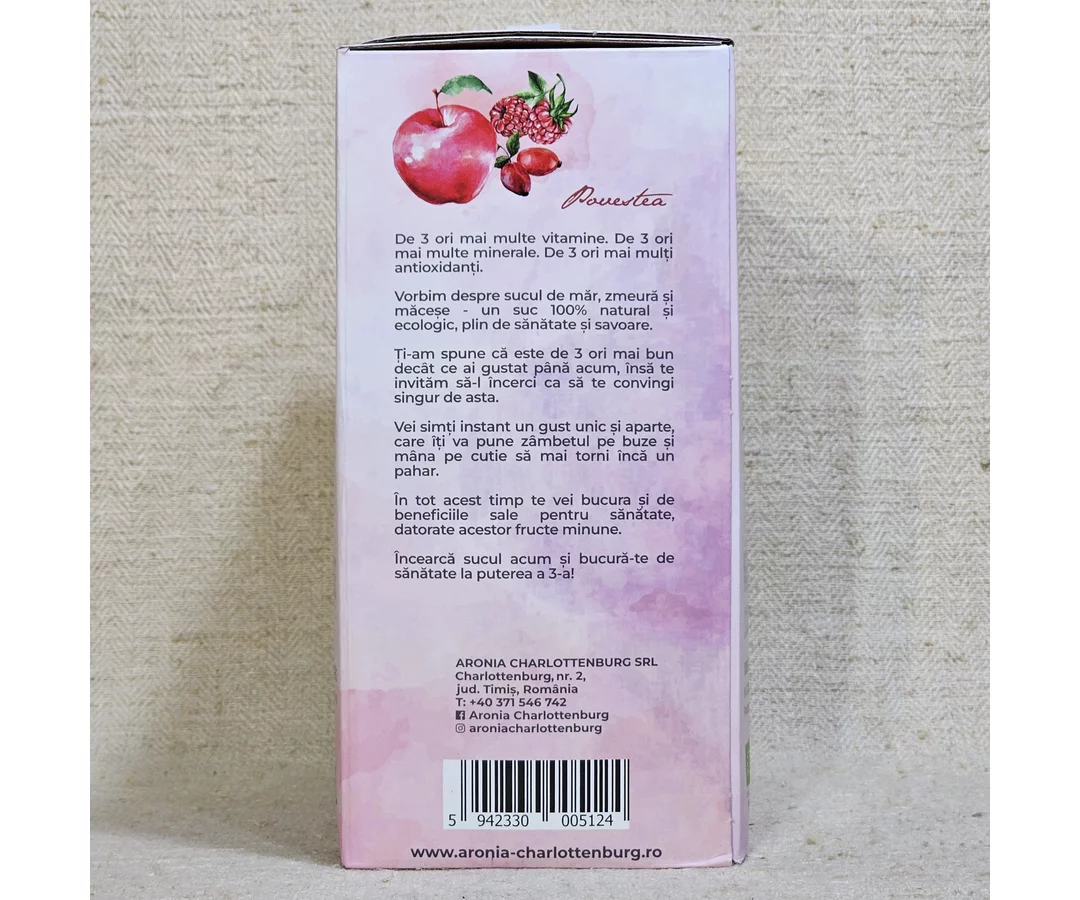 Povestea
De 3 ori mai multe vitamine. De 3 ori
mai multe minerale. De 3 ori mai mulți
antioxidanți.
Vorbim despre sucul de măr, zmeură și
măceșe - un suc 100% natural și
ecologic, plin de sănătate și savoare.
Ți-am spune că este de 3 ori mai bun
decât ce ai gustat până acum, însă te
invităm să-l încerci ca să te convingi
singur de asta.
Vei simți instant un gust unic și aparte,
care îți va pune zâmbetul pe buze și
mâna pe cutie să mai torni încă un
pahar.
În tot acest timp te vei bucura și de
beneficiile sale pentru sănătate,
datorate acestor fructe minune.
Încearcă sucul acum și bucură-te de
sănătate la puterea a 3-a!
ARONIA CHARLOTTENBURG SRL
Charlottenburg, nr. 2,
jud. Timiș, România
T: +40 371 546 742
Aronia Charlottenburg
aroniacharlottenburg
5 942330 005124
www.aronia-charlottenburg.ro